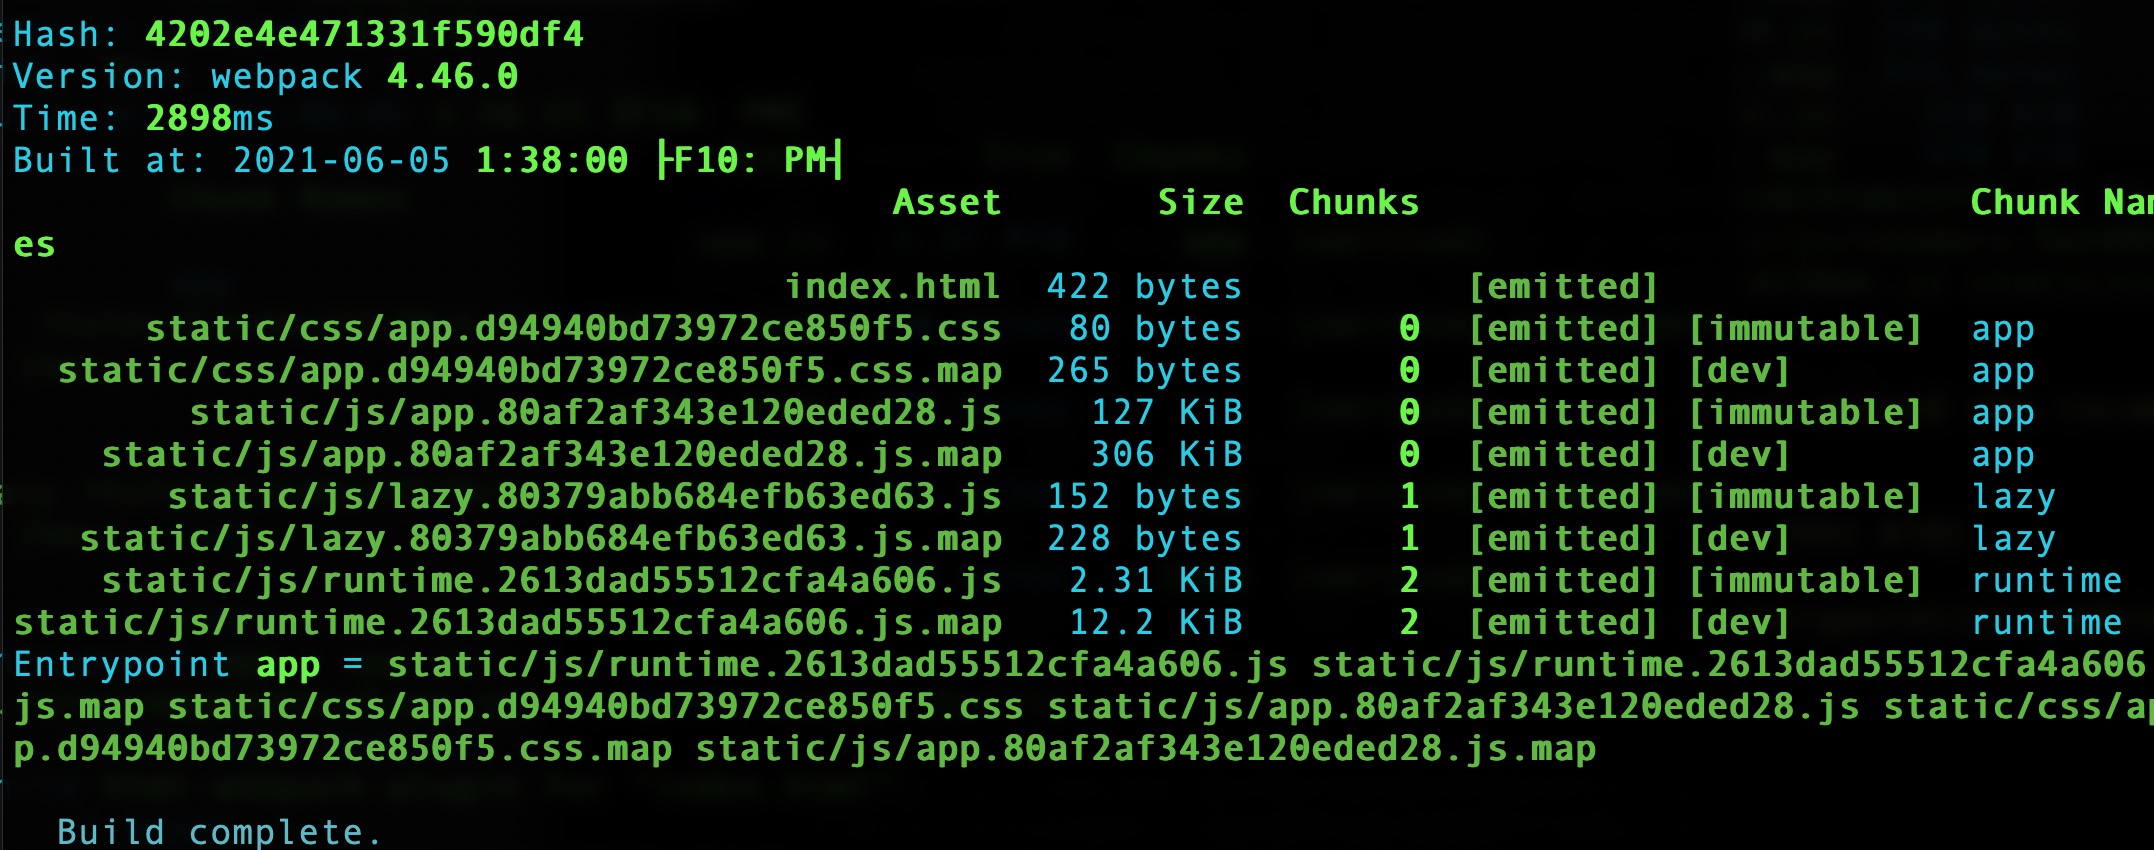 Hash: 4202e4e471331f590df4
Version: webpack 4.46.0
Time: 2898ms
Built at: 2021-06-05 1:38:00 ├F10: PM┤
Asset Size Chunks Chunk Nam
es
index.html 422 bytes [emitted]
static/css/app.d94940bd73972ce850f5.css 80 bytes 0 [emitted] [immutable] app
static/css/app.d94940bd73972ce850f5.css.map 265 bytes 0 [emitted] [dev] app
static/js/app.80af2af343e120eded28.js 127 KiB 0 [emitted] [immutable] app
static/js/app.80af2af343e120eded28.js.map 306 KiB 0 [emitted] [dev] app
static/js/lazy.80379abb684efb63ed63.js 152 bytes 1 [emitted] [immutable] lazy
static/js/lazy.80379abb684efb63ed63.js.map 228 bytes 1 [emitted] [dev] lazy
static/js/runtime.2613dad55512cfa4a606.js 2.31 KiB 2 [emitted] [immutable] runtime
static/js/runtime.2613dad55512cfa4a606.js.map 12.2 KiB 2 [emitted] [dev] runtime
Entrypoint app = static/js/runtime.2613dad55512cfa4a606.js static/js/runtime.2613dad55512cfa4a606.
js.map static/css/app.d94940bd73972ce850f5.css static/js/app.80af2af343e120eded28.js static/css/ap
p.d94940bd73972ce850f5.css.map static/js/app.80af2af343e120eded28.js.map
Build complete.